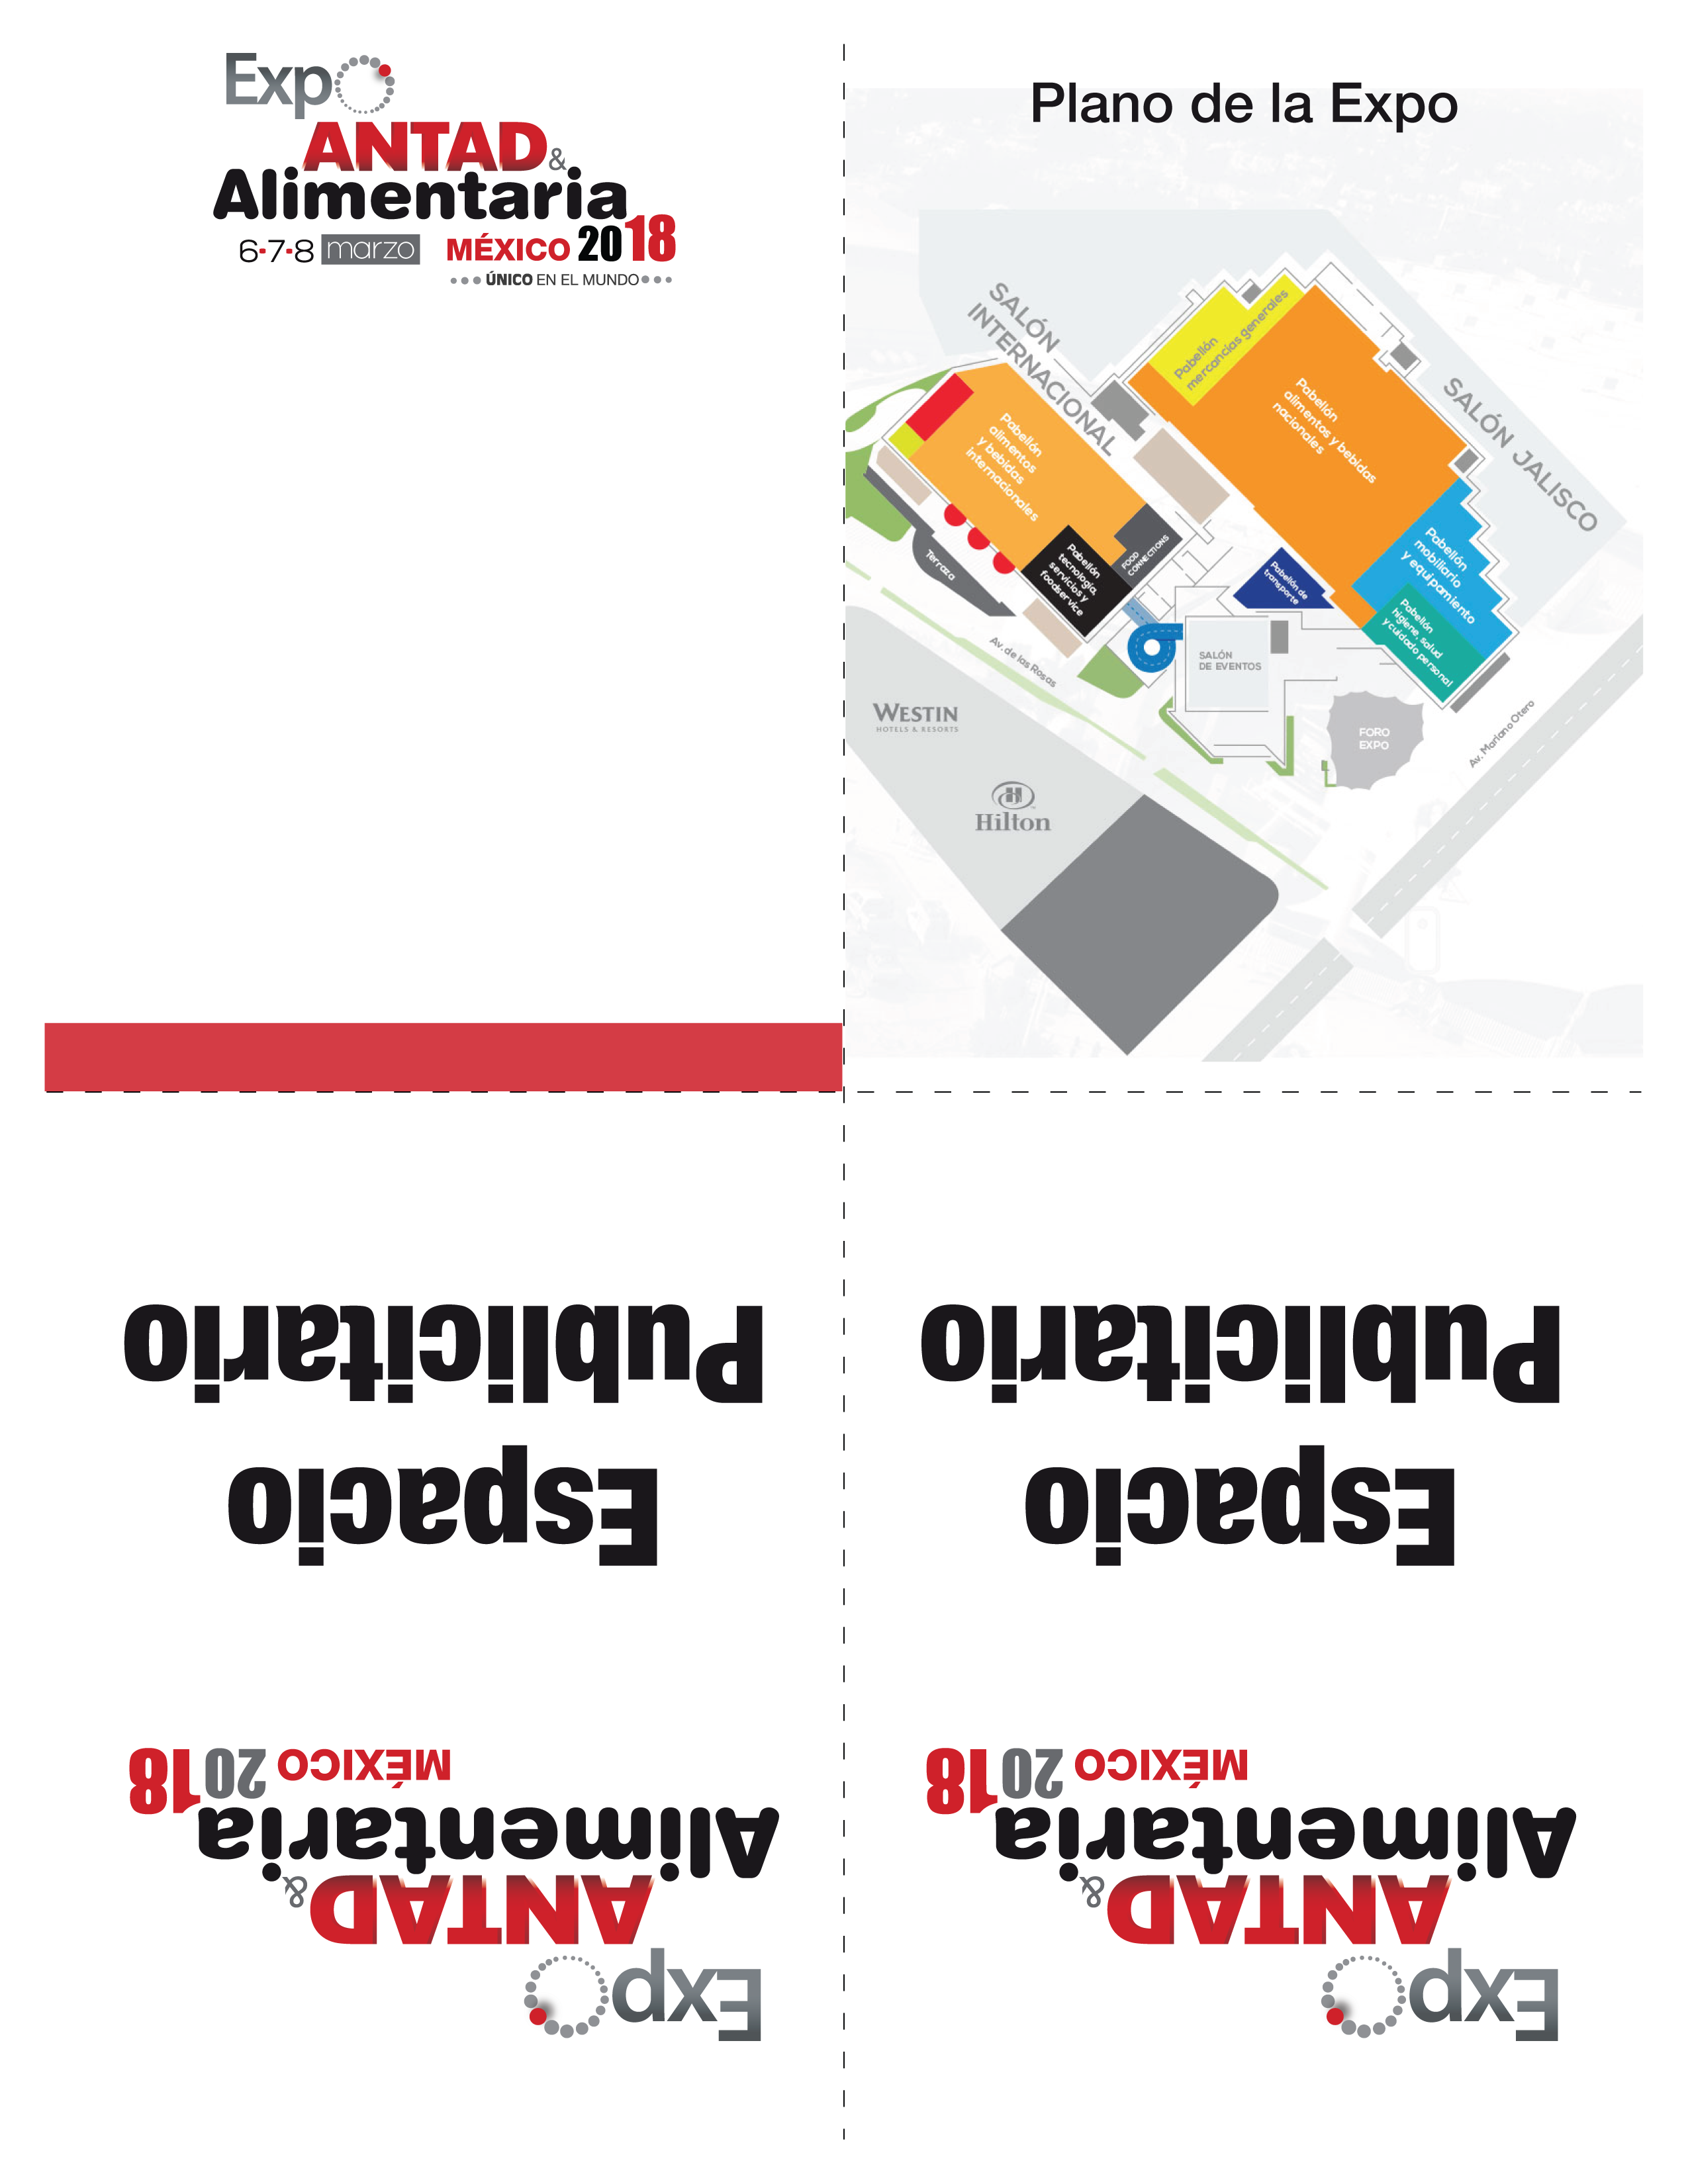 Expo
ANTAD &
Alimentaria
6-7-8 marzo MÉXICO 2018
ÚNICO EN EL MUNDO
Plano de la Expo
SALÓN
INTERNACIONAL
SALÓN JALISCO
Pabellón
mercancías generales
Pabellón
alimentos y bebidas
nacionales
Pabellón
alimentos
y bebidas
internacionales
Pabellón
mobiliario
y equipamiento
Pabellón
higiene, salud
y cuidado personal
Pabellón de
transporte
FOOD
CONNECTIONS
Pabellón
tecnología,
servicios y
foodservice
Terraza
Av. de las Rosas
SALÓN
DE EVENTOS
FORO
EXPO
Av. Mariano Otero
WESTIN
HOTELS & RESORTS
Hilton
Expo
ANTAD &
Alimentaria
MÉXICO 2018
Espacio
Publicitario
Expo
ANTAD &
Alimentaria
MÉXICO 2018
Espacio
Publicitario